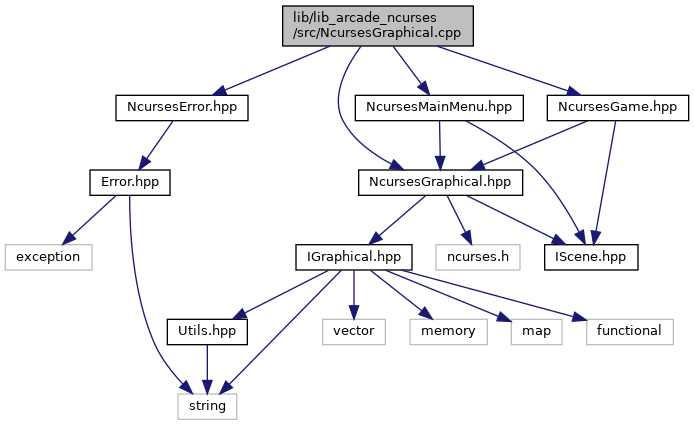 lib/lib_arcade_ncurses
/src/NcursesGraphical.cpp
NcursesError.hpp
NcursesMainMenu.hpp
NcursesGame.hpp
Error.hpp
NcursesGraphical.hpp
exception
IGraphical.hpp
ncurses.h
IScene.hpp
Utils.hpp
vector
memory
map
functional
string